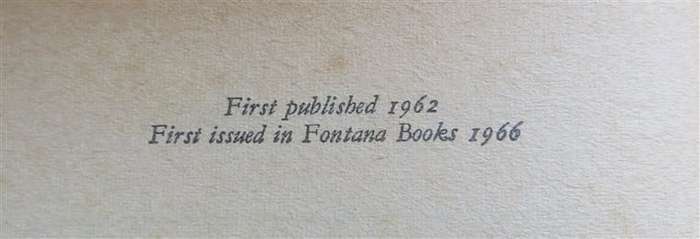 First published 1962
First issued in Fontana Books 1966